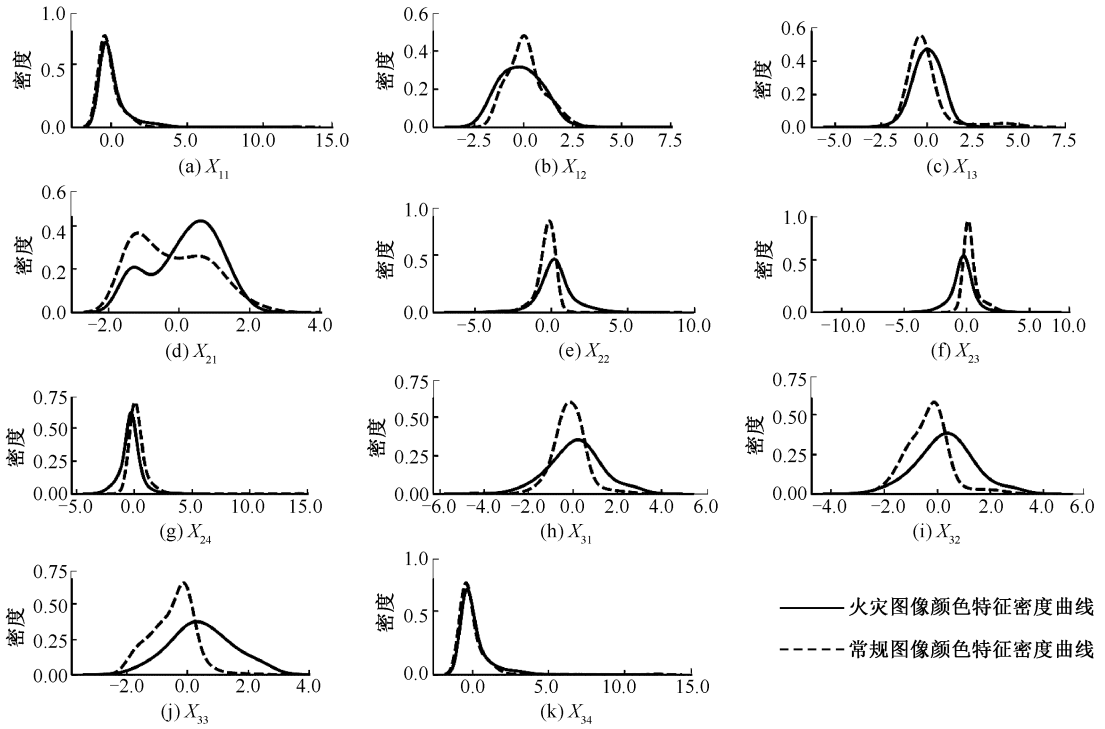 1.0
0.5
0.0
密度
0.0 5.0 10.0 15.0
(a) X11
0.6
0.4
0.2
0.0
密度
−2.5 0.0 2.5 5.0 7.5
(b) X12
0.6
0.4
0.2
0.0
密度
−5.0 −2.5 0.0 2.5 5.0 7.5
(c) X13
0.6
0.4
0.2
0.0
密度
−2.0 0.0 2.0 4.0
(d) X21
1.0
0.5
0.0
密度
−5.0 0.0 5.0 10.0
(e) X22
1.0
0.5
0.0
密度
−10.0 −5.0 0.0 5.0 10.0
(f) X23
0.75
0.50
0.25
0.00
密度
−5.0 0.0 5.0 10.0 15.0
(g) X24
0.75
0.50
0.25
0.00
密度
−6.0 −4.0 −2.0 0.0 2.0 4.0 6.0
(h) X31
0.75
0.50
0.25
0.00
密度
−4.0 −2.0 0.0 2.0 4.0 6.0
(i) X32
0.75
0.50
0.25
0.00
密度
−2.0 0.0 2.0 4.0
(j) X33
1.0
0.5
0.0
密度
0.0 5.0 10.0 15.0
(k) X34
火灾图像颜色特征密度曲线
常规图像颜色特征密度曲线